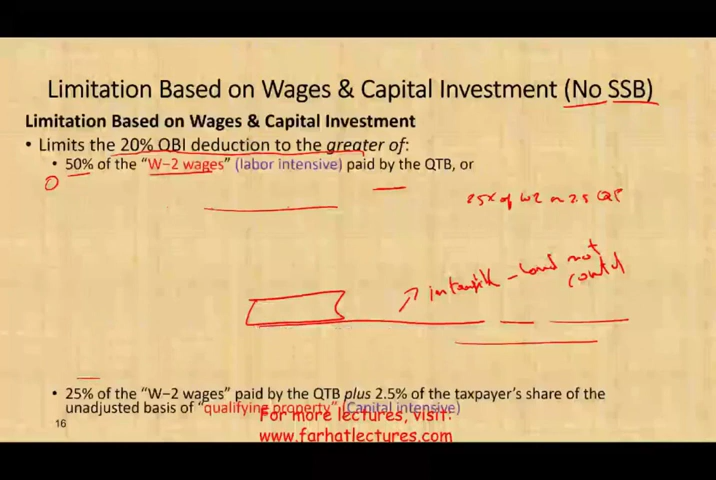 Limitation Based on Wages & Capital Investment (No SSB)
Limitation Based on Wages & Capital Investment
• Limits the 20% QBI deduction to the greater of:
• 50% of the “W–2 wages” (labor intensive) paid by the QTB, or
25% of W2 2.5 QP
not
• 25% of the “W–2 wages” paid by the QTB plus 2.5% of the taxpayer's share of the
unadjusted basis of “qualifying property” (Capital intensive)
For more lectures, visit:
16
www.farhatlectures.com